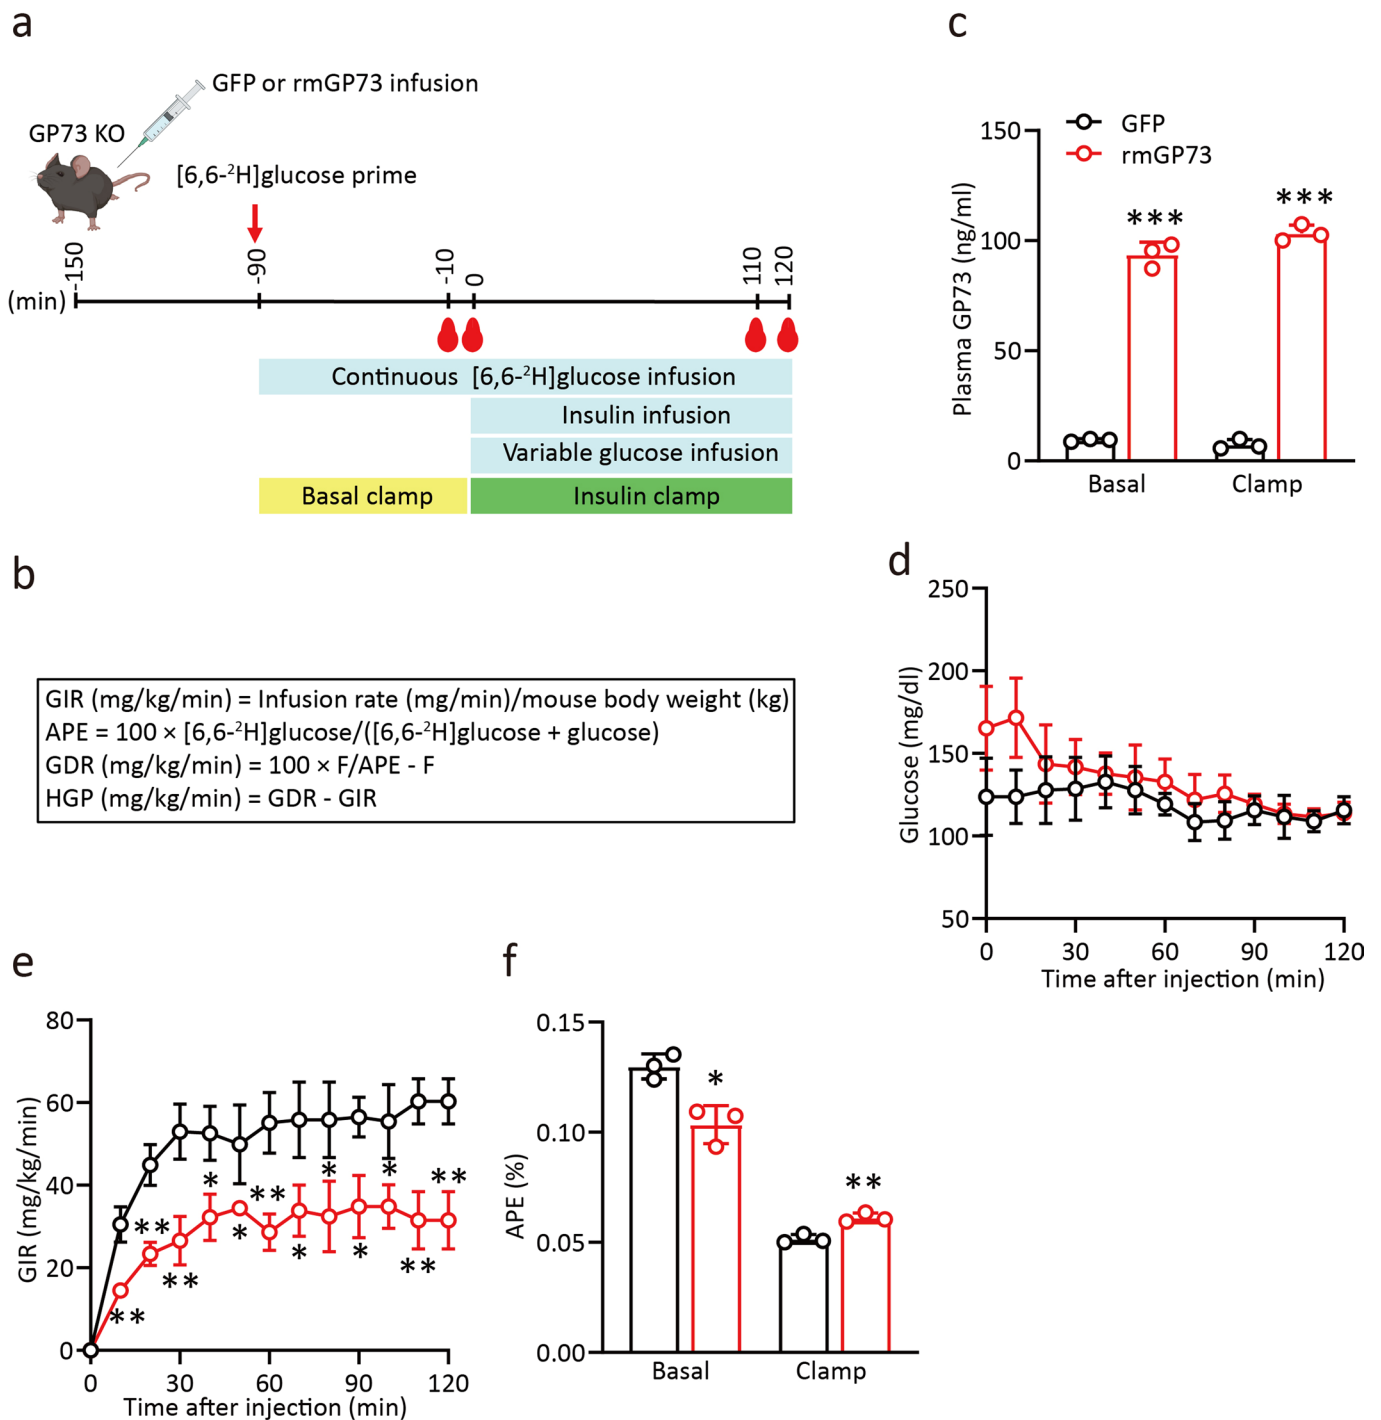 a
GFP or rmGP73 infusion
GP73 KO
[6,6-²H]glucose prime
-150
-90
-10
0
110
120
(min)
Continuous [6,6-²H]glucose infusion
Insulin infusion
Variable glucose infusion
Basal clamp
Insulin clamp
b
GIR (mg/kg/min) = Infusion rate (mg/min)/mouse body weight (kg)
APE = 100 × [6,6-²H]glucose/([6,6-²H]glucose + glucose)
GDR (mg/kg/min) = 100 × F/APE - F
HGP (mg/kg/min) = GDR - GIR
c
GFP
rmGP73
Plasma GP73 (ng/ml)
150
100
50
0
***
***
Basal
Clamp
d
Glucose (mg/dl)
250
200
150
100
50
0
30
60
90
120
Time after injection (min)
e
GIR (mg/kg/min)
80
60
40
20
0
**
**
**
*
*
**
*
*
*
*
**
**
0
30
60
90
120
Time after injection (min)
f
APE (%)
0.15
0.10
0.05
0.00
*
**
Basal
Clamp